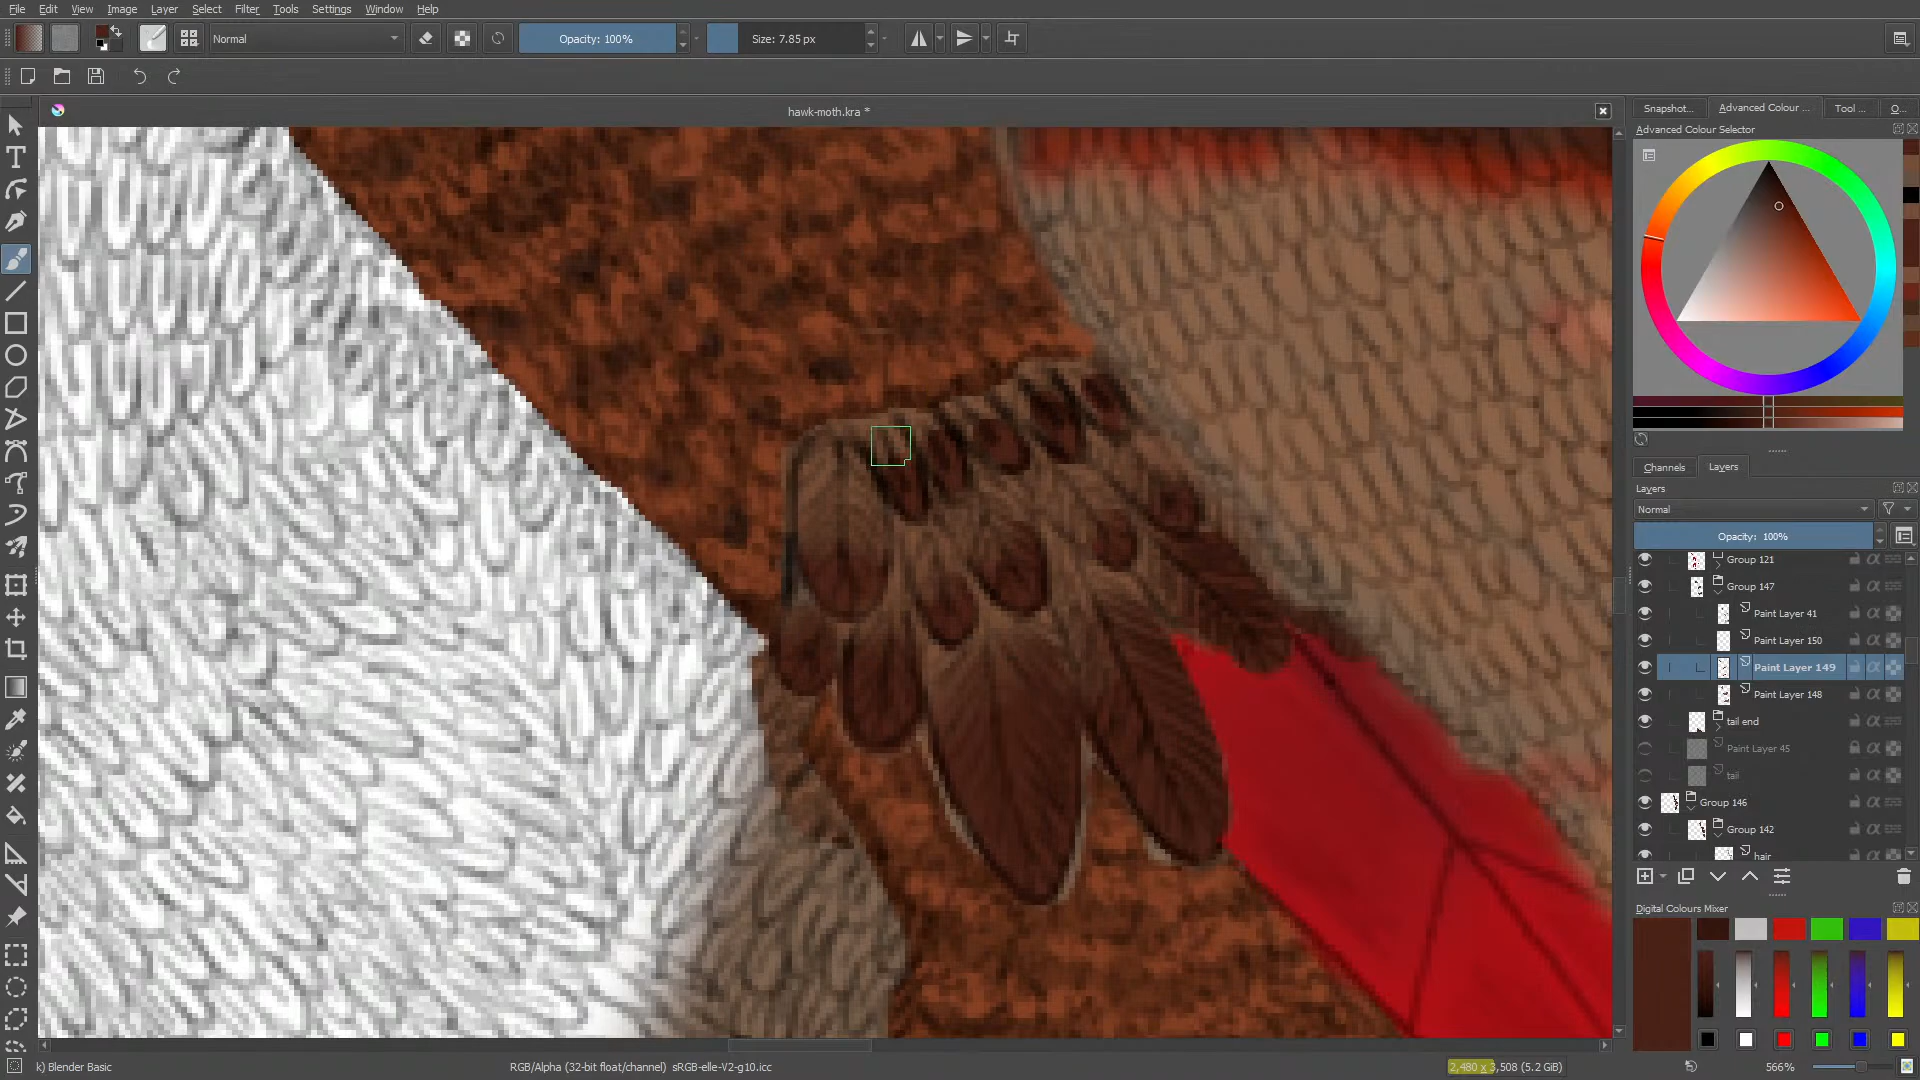 File Edit View Image Layer Select Filter Tools Settings Window Help
Normal Opacity: 100% Size: 7.85 px
hawk-moth.kra *
Snapshot... Advanced Colour ... Tool ... O...
Advanced Colour Selector
Channels Layers
Layers
Normal
Opacity: 100%
Group 121
Group 147
Paint Layer 41
Paint Layer 150
Paint Layer 149
Paint Layer 148
tail end
Paint Layer 45
tail
Group 146
Group 142
hair
Digital Colours Mixer
k) Blender Basic RGB/Alpha (32-bit float/channel) sRGB-elle-V2-g10.icc 2,480 x 3,508 (5.2 GiB) 566%